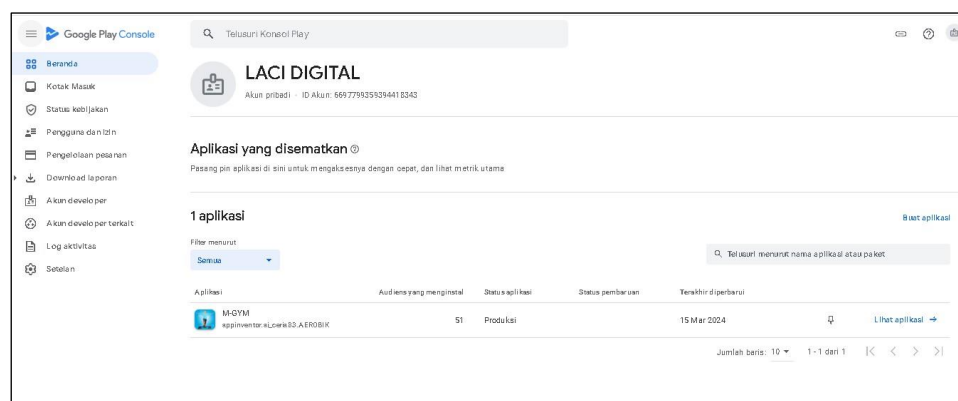 Google Play Console
Telusuri Konsol Play
Beranda
Kotak Masuk
Status kebijakan
Pengguna dan izin
Pengelolaan pesanan
Download laporan
Akun developer
Akun developer terkait
Log aktivitas
Setelan
LACI DIGITAL
Akun pribadi · ID Akun: 6697799359394418343
Aplikasi yang disematkan
Pasang pin aplikasi di sini untuk mengaksesnya dengan cepat, dan lihat metrik utama
1 aplikasi
Buat aplikasi
Filter menurut
Semua
Telusuri menurut nama aplikasi atau paket
Aplikasi Audiens yang menginstal Status aplikasi Status pembaruan Terakhir diperbarui
M-GYM
appinventor.ai_ceria33.AEROBIK
51 Produksi 15 Mar 2024 Lihat aplikasi
Jumlah baris: 10 1 - 1 dari 1